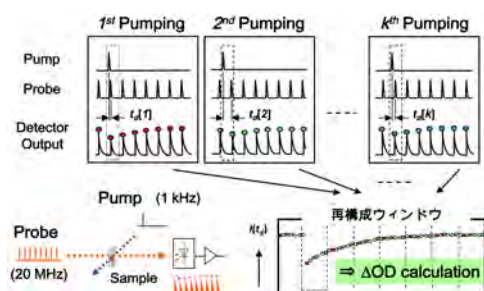 1st Pumping 2nd Pumping kth Pumping
Pump
Probe
td[1] td[2] td[k]
Detector
Output
Pump (1 kHz)
Probe
(20 MHz)
Sample
再構成ウィンドウ
I(td)
⇒ ΔOD calculation